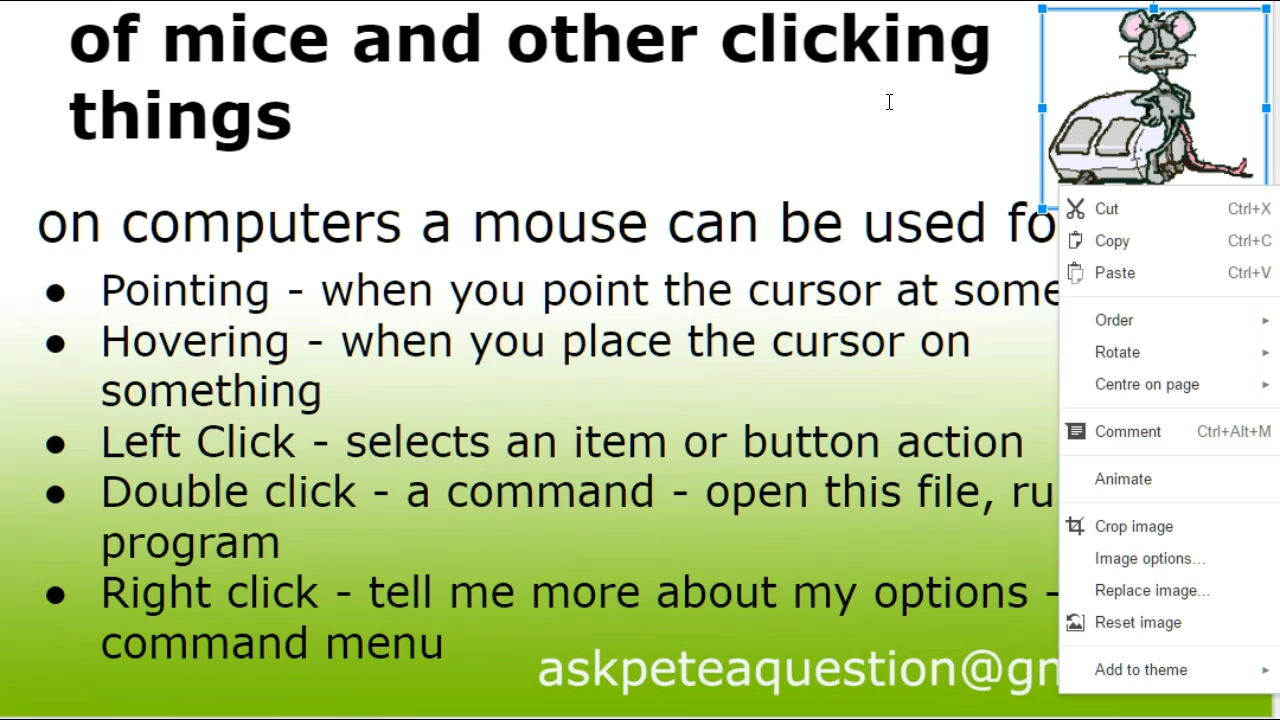 of mice and other clicking
things
on computers a mouse can be used fo
● Pointing - when you point the cursor at some
● Hovering - when you place the cursor on
something
● Left Click - selects an item or button action
● Double click - a command - open this file, ru
program
● Right click - tell me more about my options -
command menu
askpeteaquestion@gm
Cut Ctrl+X
Copy Ctrl+C
Paste Ctrl+V
Order
Rotate
Centre on page
Comment Ctrl+Alt+M
Animate
Crop image
Image options...
Replace image...
Reset image
Add to theme